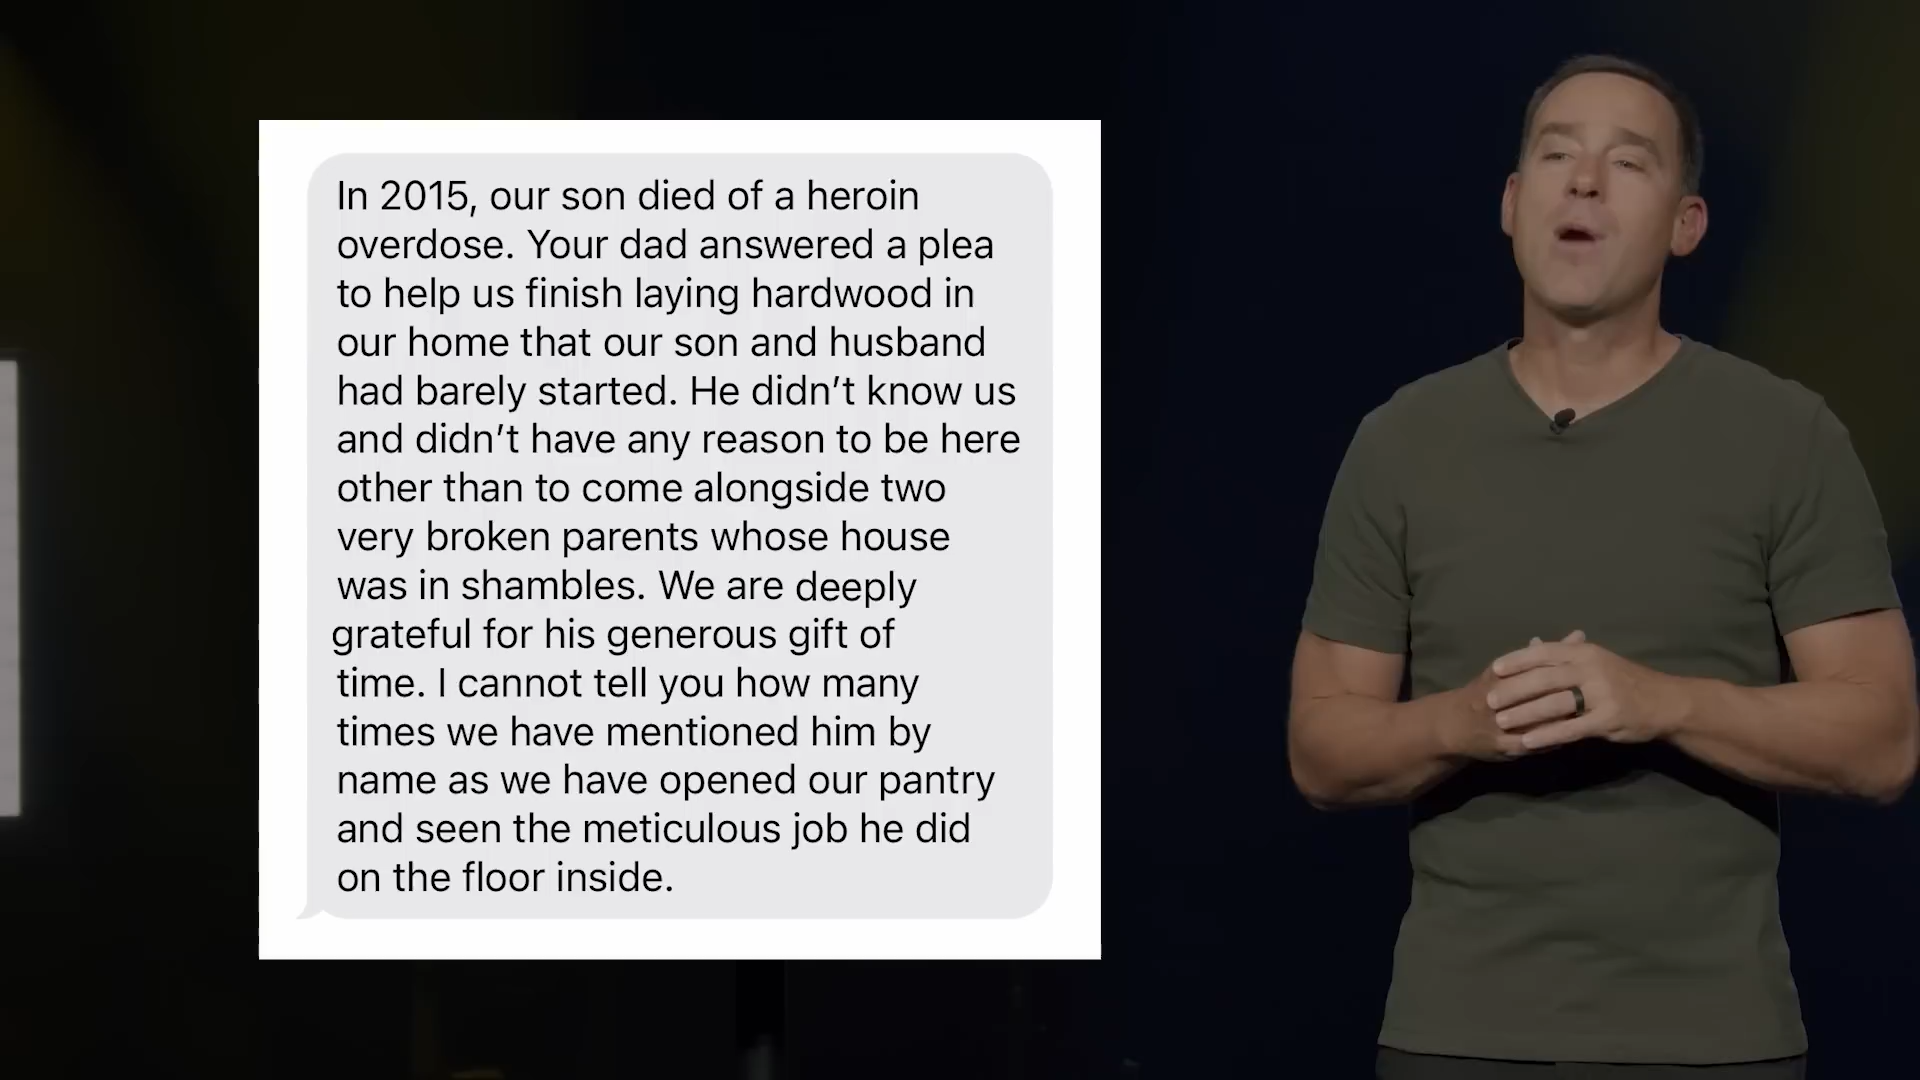 In 2015, our son died of a heroin
overdose. Your dad answered a plea
to help us finish laying hardwood in
our home that our son and husband
had barely started. He didn’t know us
and didn’t have any reason to be here
other than to come alongside two
very broken parents whose house
was in shambles. We are deeply
grateful for his generous gift of
time. I cannot tell you how many
times we have mentioned him by
name as we have opened our pantry
and seen the meticulous job he did
on the floor inside.